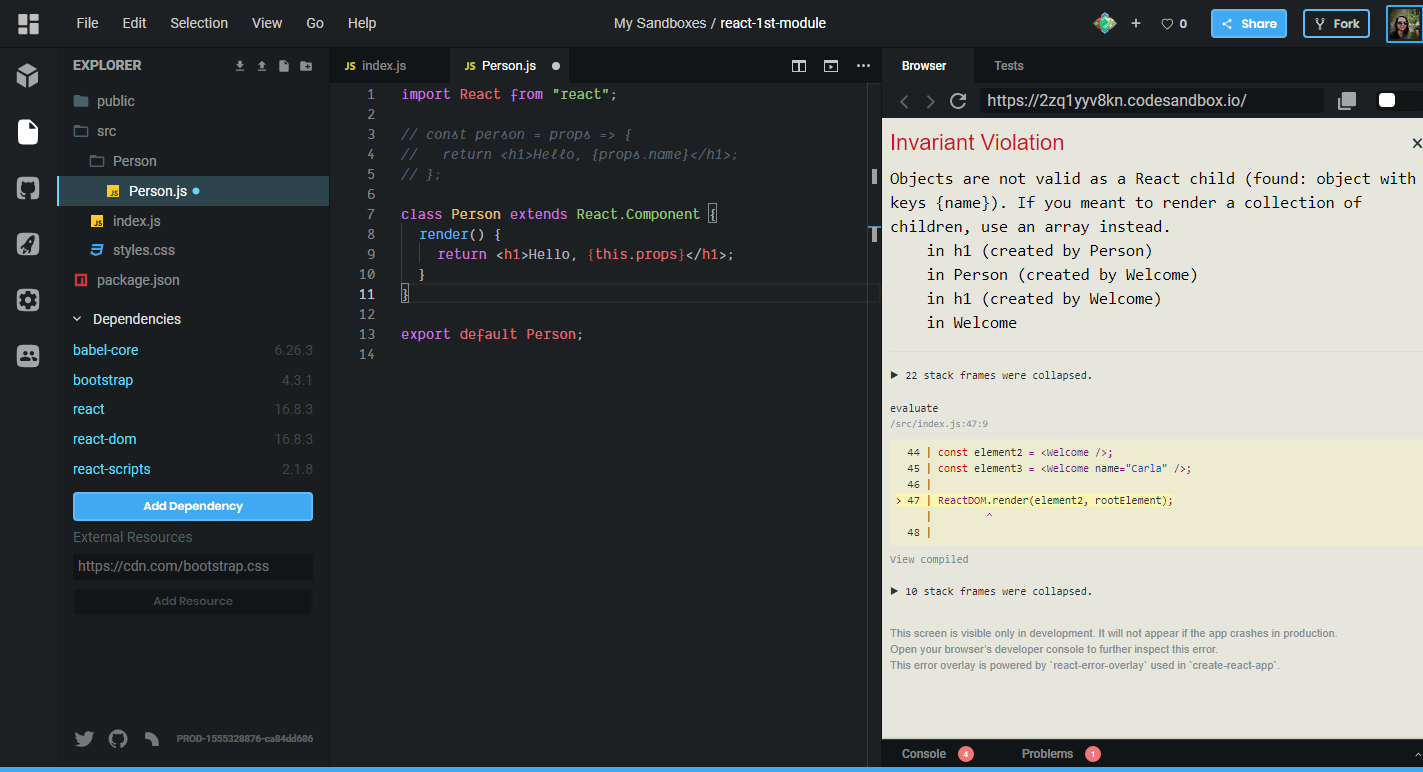 File Edit Selection View Go Help
My Sandboxes / react-1st-module
0
Share
Fork
EXPLORER
public
src
Person
JS Person.js
JS index.js
styles.css
package.json
Dependencies
babel-core 6.26.3
bootstrap 4.3.1
react 16.8.3
react-dom 16.8.3
react-scripts 2.1.8
Add Dependency
External Resources
https://cdn.com/bootstrap.css
Add Resource
PROD-1555328876-ca84dd686
JS index.js
JS Person.js
1 import React from "react";
2
3 // const person = props => {
4 //   return <h1>Hello, {props.name}</h1>;
5 // };
6
7 class Person extends React.Component {
8   render() {
9     return <h1>Hello, {this.props}</h1>;
10   }
11 }
12
13 export default Person;
14
Browser Tests
https://2zq1yyv8kn.codesandbox.io/
Invariant Violation
Objects are not valid as a React child (found: object with
keys {name}). If you meant to render a collection of
children, use an array instead.
in h1 (created by Person)
in Person (created by Welcome)
in h1 (created by Welcome)
in Welcome
▶ 22 stack frames were collapsed.
evaluate
/src/index.js:47:9
44 | const element2 = <Welcome />;
45 | const element3 = <Welcome name="Carla" />;
46 |
> 47 | ReactDOM.render(element2, rootElement);
| ^
48 |
View compiled
▶ 10 stack frames were collapsed.
This screen is visible only in development. It will not appear if the app crashes in production.
Open your browser's developer console to further inspect this error.
This error overlay is powered by `react-error-overlay` used in `create-react-app`.
Console 4 Problems 1